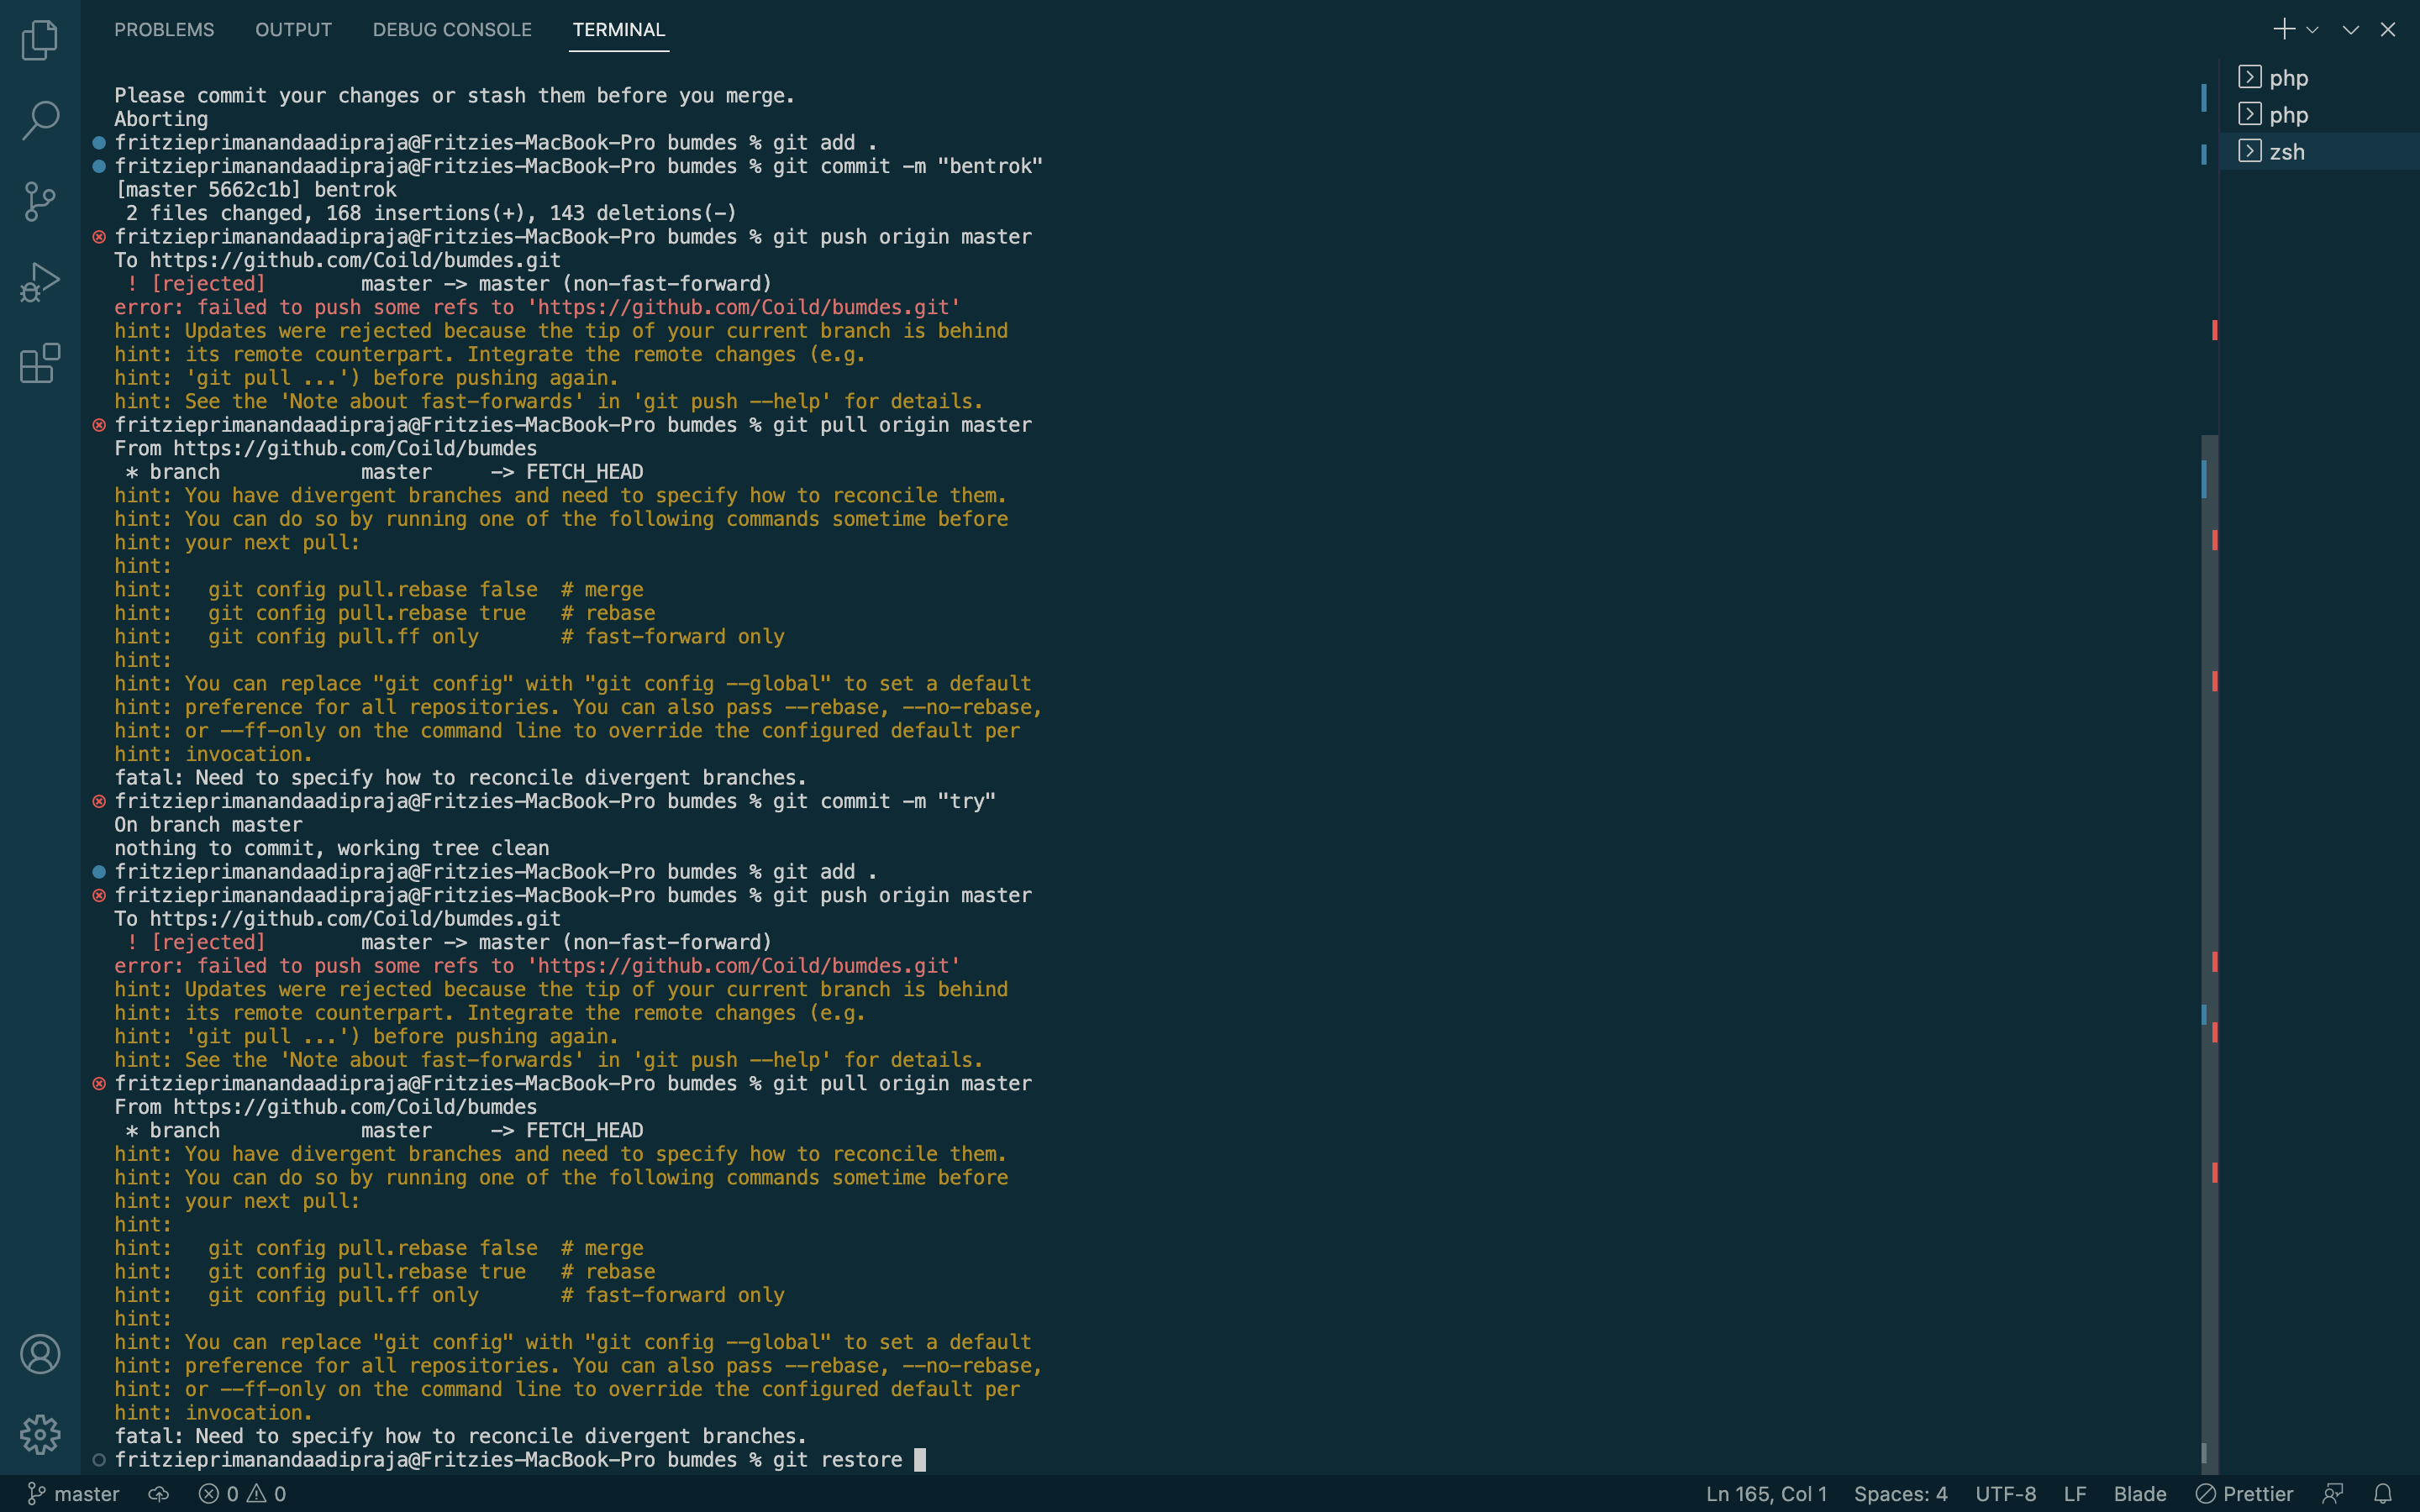 PROBLEMS OUTPUT DEBUG CONSOLE TERMINAL
php
php
zsh
Please commit your changes or stash them before you merge.
Aborting
fritzieprimanandaadipraja@Fritzies-MacBook-Pro bumdes % git add .
fritzieprimanandaadipraja@Fritzies-MacBook-Pro bumdes % git commit -m "bentrok"
[master 5662c1b] bentrok
 2 files changed, 168 insertions(+), 143 deletions(-)
fritzieprimanandaadipraja@Fritzies-MacBook-Pro bumdes % git push origin master
To https://github.com/Coild/bumdes.git
 ! [rejected]        master -> master (non-fast-forward)
error: failed to push some refs to 'https://github.com/Coild/bumdes.git'
hint: Updates were rejected because the tip of your current branch is behind
hint: its remote counterpart. Integrate the remote changes (e.g.
hint: 'git pull ...') before pushing again.
hint: See the 'Note about fast-forwards' in 'git push --help' for details.
fritzieprimanandaadipraja@Fritzies-MacBook-Pro bumdes % git pull origin master
From https://github.com/Coild/bumdes
 * branch            master     -> FETCH_HEAD
hint: You have divergent branches and need to specify how to reconcile them.
hint: You can do so by running one of the following commands sometime before
hint: your next pull:
hint:
hint:   git config pull.rebase false  # merge
hint:   git config pull.rebase true   # rebase
hint:   git config pull.ff only       # fast-forward only
hint:
hint: You can replace "git config" with "git config --global" to set a default
hint: preference for all repositories. You can also pass --rebase, --no-rebase,
hint: or --ff-only on the command line to override the configured default per
hint: invocation.
fatal: Need to specify how to reconcile divergent branches.
fritzieprimanandaadipraja@Fritzies-MacBook-Pro bumdes % git commit -m "try"
On branch master
nothing to commit, working tree clean
fritzieprimanandaadipraja@Fritzies-MacBook-Pro bumdes % git add .
fritzieprimanandaadipraja@Fritzies-MacBook-Pro bumdes % git push origin master
To https://github.com/Coild/bumdes.git
 ! [rejected]        master -> master (non-fast-forward)
error: failed to push some refs to 'https://github.com/Coild/bumdes.git'
hint: Updates were rejected because the tip of your current branch is behind
hint: its remote counterpart. Integrate the remote changes (e.g.
hint: 'git pull ...') before pushing again.
hint: See the 'Note about fast-forwards' in 'git push --help' for details.
fritzieprimanandaadipraja@Fritzies-MacBook-Pro bumdes % git pull origin master
From https://github.com/Coild/bumdes
 * branch            master     -> FETCH_HEAD
hint: You have divergent branches and need to specify how to reconcile them.
hint: You can do so by running one of the following commands sometime before
hint: your next pull:
hint:
hint:   git config pull.rebase false  # merge
hint:   git config pull.rebase true   # rebase
hint:   git config pull.ff only       # fast-forward only
hint:
hint: You can replace "git config" with "git config --global" to set a default
hint: preference for all repositories. You can also pass --rebase, --no-rebase,
hint: or --ff-only on the command line to override the configured default per
hint: invocation.
fatal: Need to specify how to reconcile divergent branches.
fritzieprimanandaadipraja@Fritzies-MacBook-Pro bumdes % git restore
master 0 0 Ln 165, Col 1 Spaces: 4 UTF-8 LF Blade Prettier